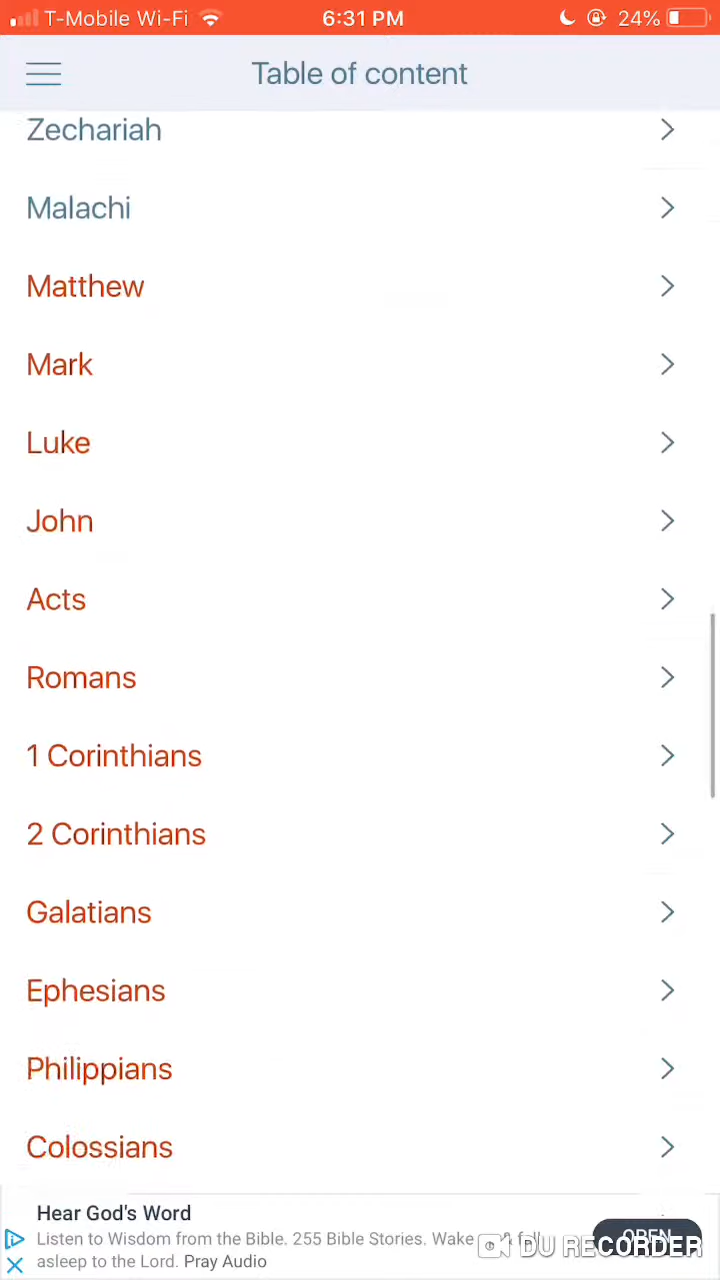 T-Mobile Wi-Fi 6:31 PM 24%
Table of content
Zechariah
Malachi
Matthew
Mark
Luke
John
Acts
Romans
1 Corinthians
2 Corinthians
Galatians
Ephesians
Philippians
Colossians
Hear God's Word
Listen to Wisdom from the Bible. 255 Bible Stories. Wake & fall
asleep to the Lord. Pray Audio
OPEN
DU RECORDER